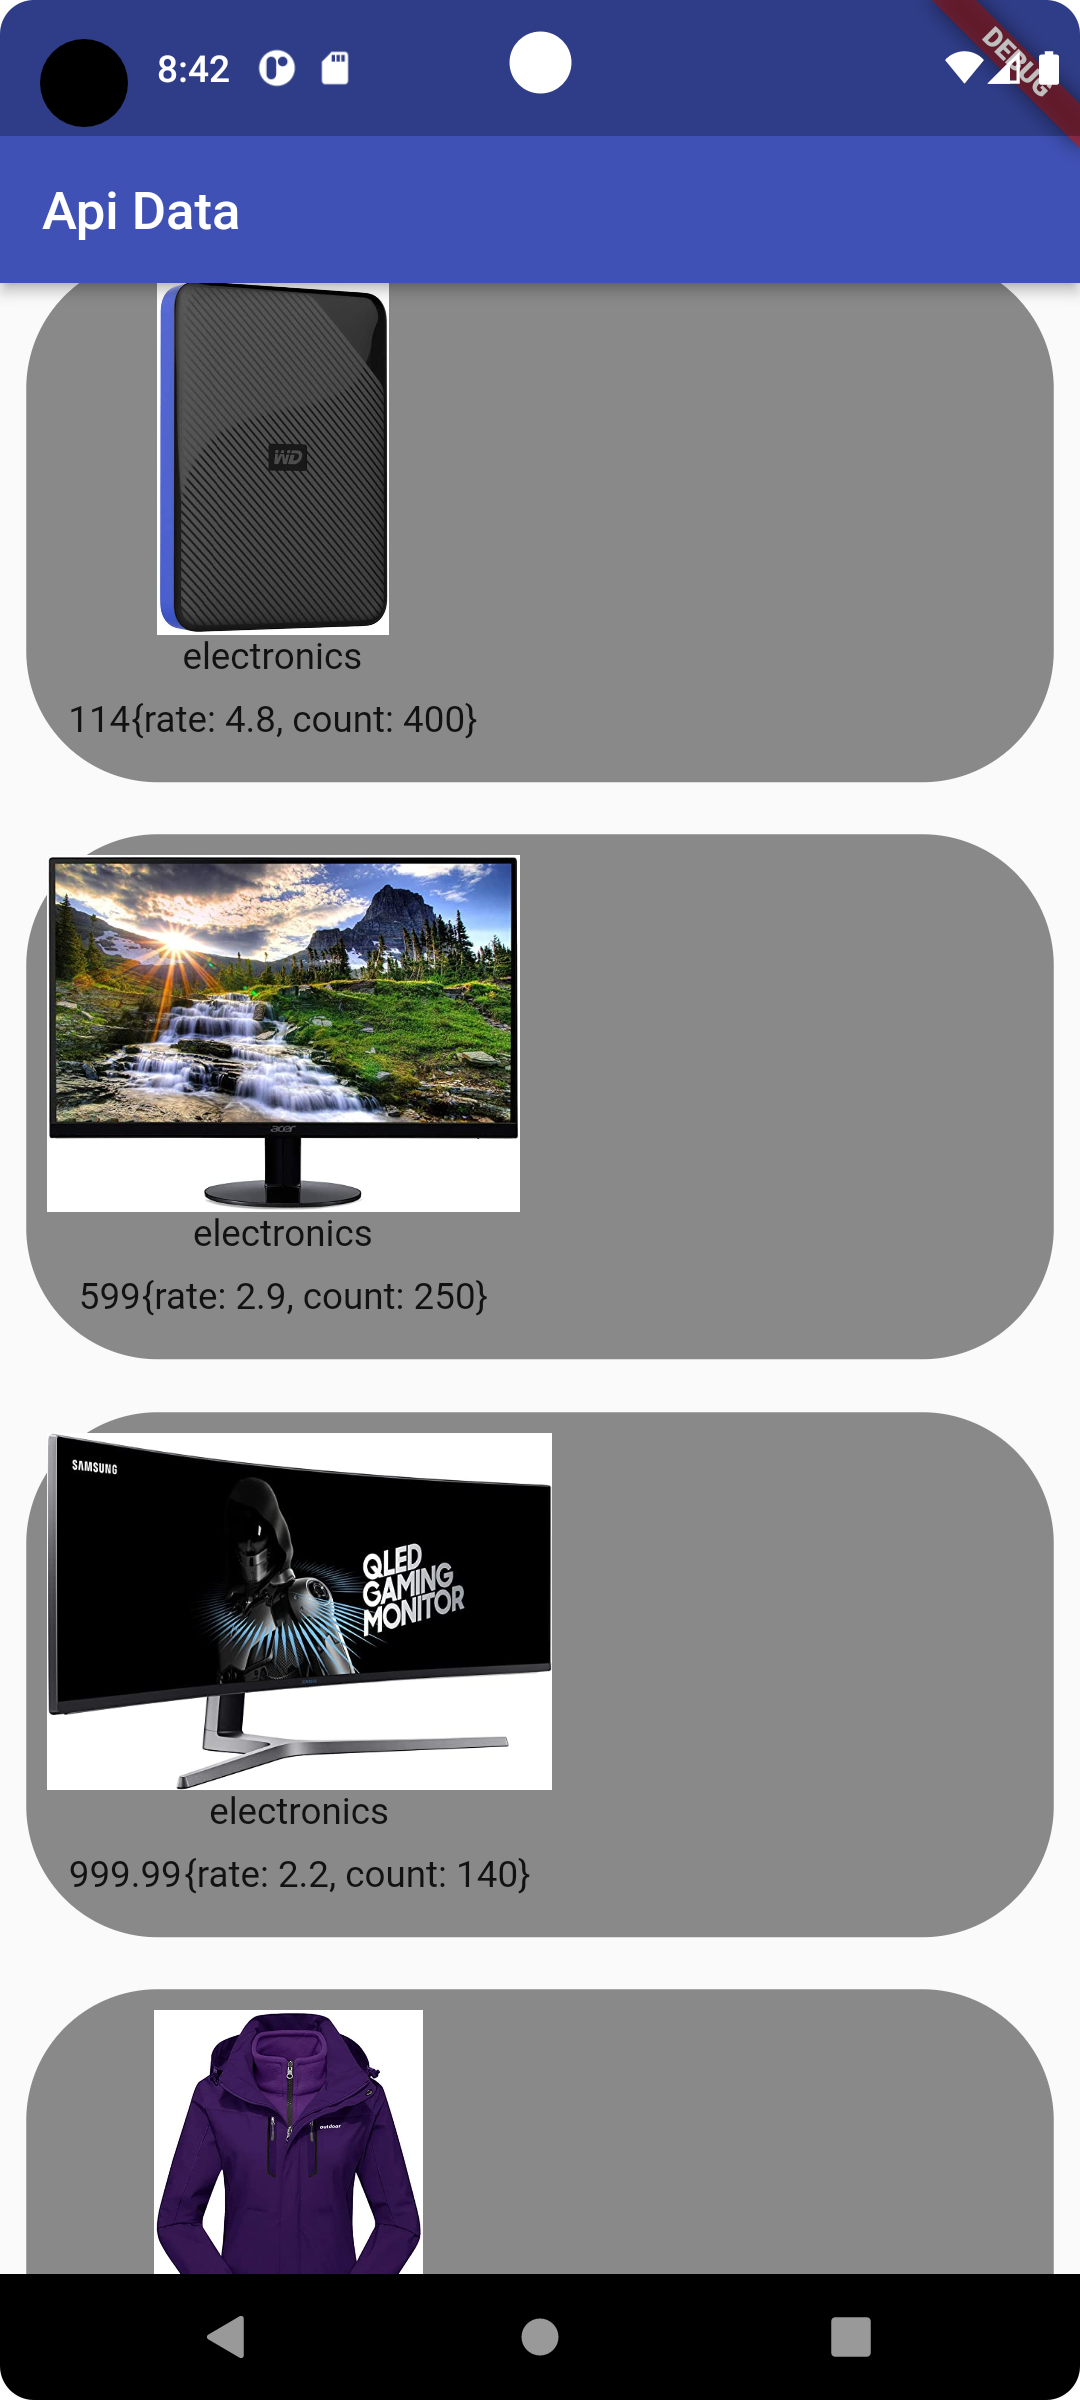 8:42
DEBUG
Api Data
WD
electronics
114{rate: 4.8, count: 400}
acer
electronics
599{rate: 2.9, count: 250}
SAMSUNG
QLED
GAMING
MONITOR
electronics
999.99{rate: 2.2, count: 140}
outdoor